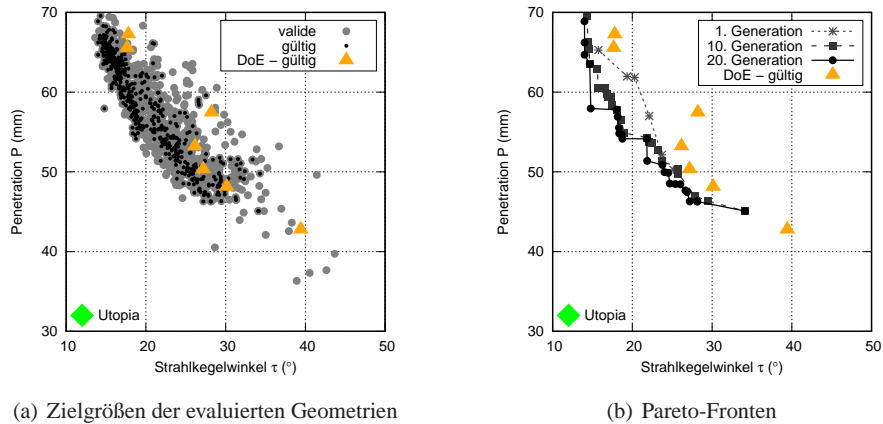 70
60
50
40
30
10
20
30
40
50
Penetration P (mm)
Strahlkegelwinkel τ (°)
valide
gültig
DoE – gültig
Utopia
(a) Zielgrößen der evaluierten Geometrien
70
60
50
40
30
10
20
30
40
50
Penetration P (mm)
Strahlkegelwinkel τ (°)
1. Generation
10. Generation
20. Generation
DoE – gültig
Utopia
(b) Pareto-Fronten